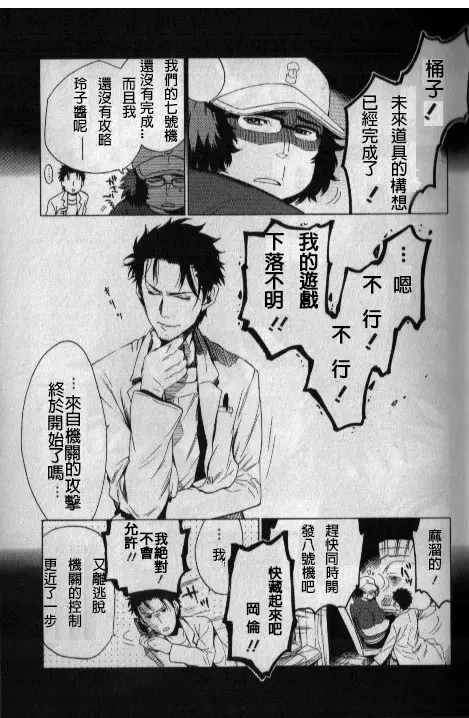 桶子！
未來道具的構想
已經完成了！
我們的七號機
還沒有完成…
而且我
還沒有攻略
玲子醬呢——
…嗯
不行！
不行！
我的遊戲
下落不明！！
…來自機關的攻擊
終於開始了嗎…
麻溜的！
趕快同時開
發八號機吧
快藏起來吧
岡倫！！
…我，
我絕對！
不會
允許！！
又離逃脫
機關的控制
更近了一步